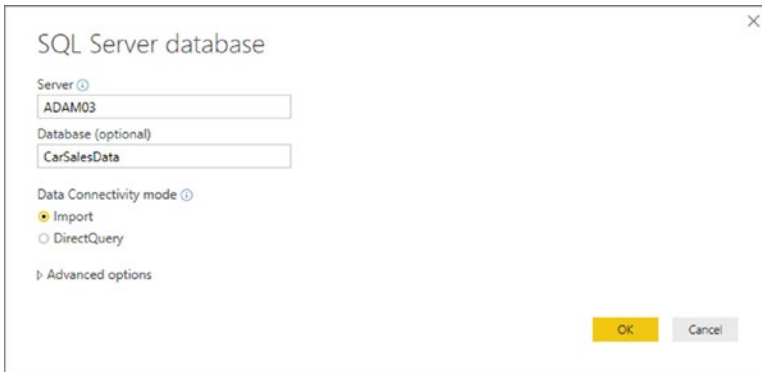 SQL Server database
Server
ADAM03
Database (optional)
CarSalesData
Data Connectivity mode
Import
DirectQuery
Advanced options
OK Cancel